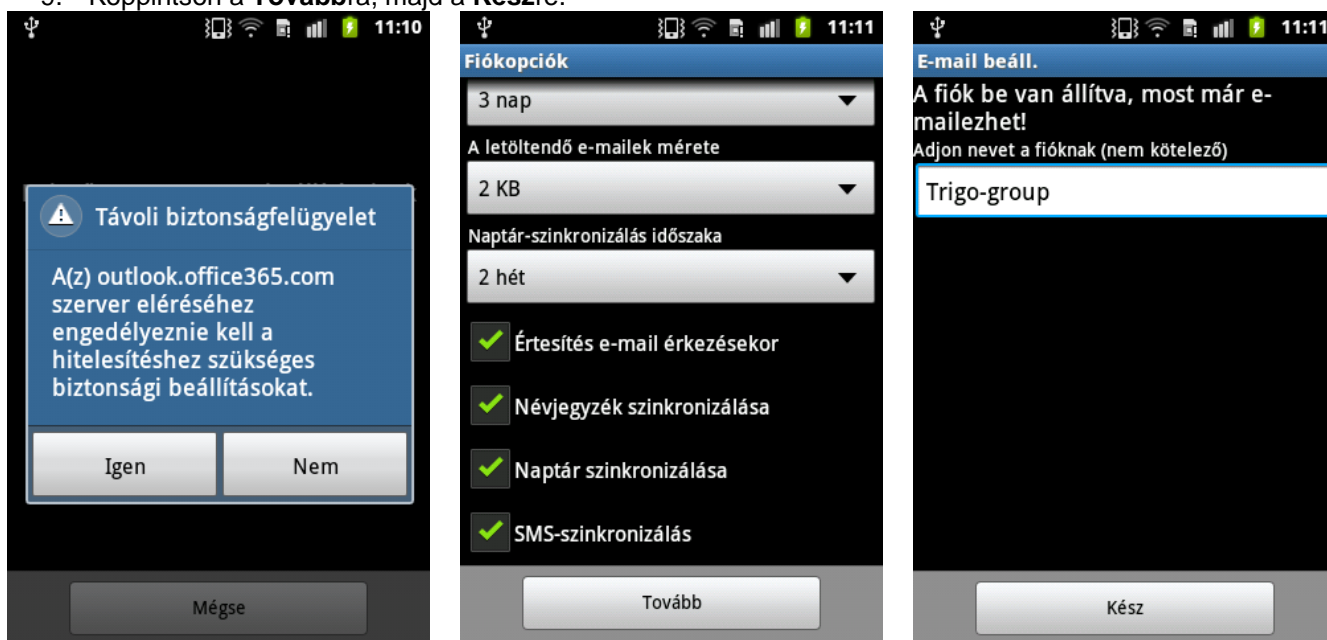 9. Koppintson a Továbbra, majd a Készre.
11:10
Távoli biztonságfelügyelet
A(z) outlook.office365.com
szerver eléréséhez
engedélyeznie kell a
hitelesítéshez szükséges
biztonsági beállításokat.
Igen Nem
Mégse
11:11
Fiókopciók
3 nap
A letöltendő e-mailek mérete
2 KB
Naptár-szinkronizálás időszaka
2 hét
Értesítés e-mail érkezésekor
Névjegyzék szinkronizálása
Naptár szinkronizálása
SMS-szinkronizálás
Tovább
11:11
E-mail beáll.
A fiók be van állítva, most már e-
mailezhet!
Adjon nevet a fióknak (nem kötelező)
Trigo-group
Kész